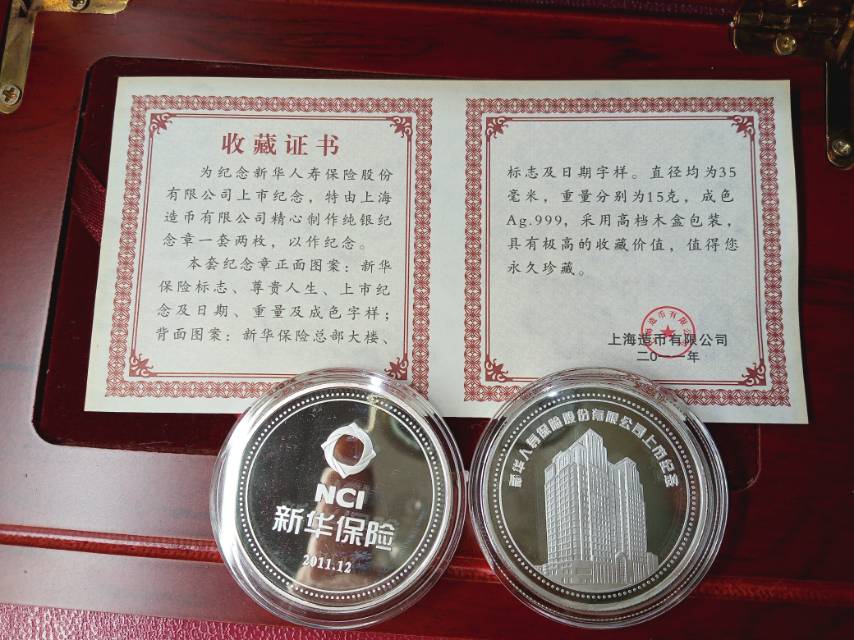 收藏证书
为纪念新华人寿保险股份
有限公司上市纪念，特由上海
造币有限公司精心制作纯银纪
念章一套两枚，以作纪念。
本套纪念章正面图案：新华
保险标志、尊贵人生、上市纪
念及日期、重量及成色字样；
背面图案：新华保险总部大楼、
标志及日期字样。直径均为35
毫米，重量分别为15克，成色
Ag.999，采用高档木盒包装，
具有极高的收藏价值，值得您
永久珍藏。
上海造币有限公司
二〇一一年
NCI
新华保险
2011.12
新华人寿保险股份有限公司上市纪念